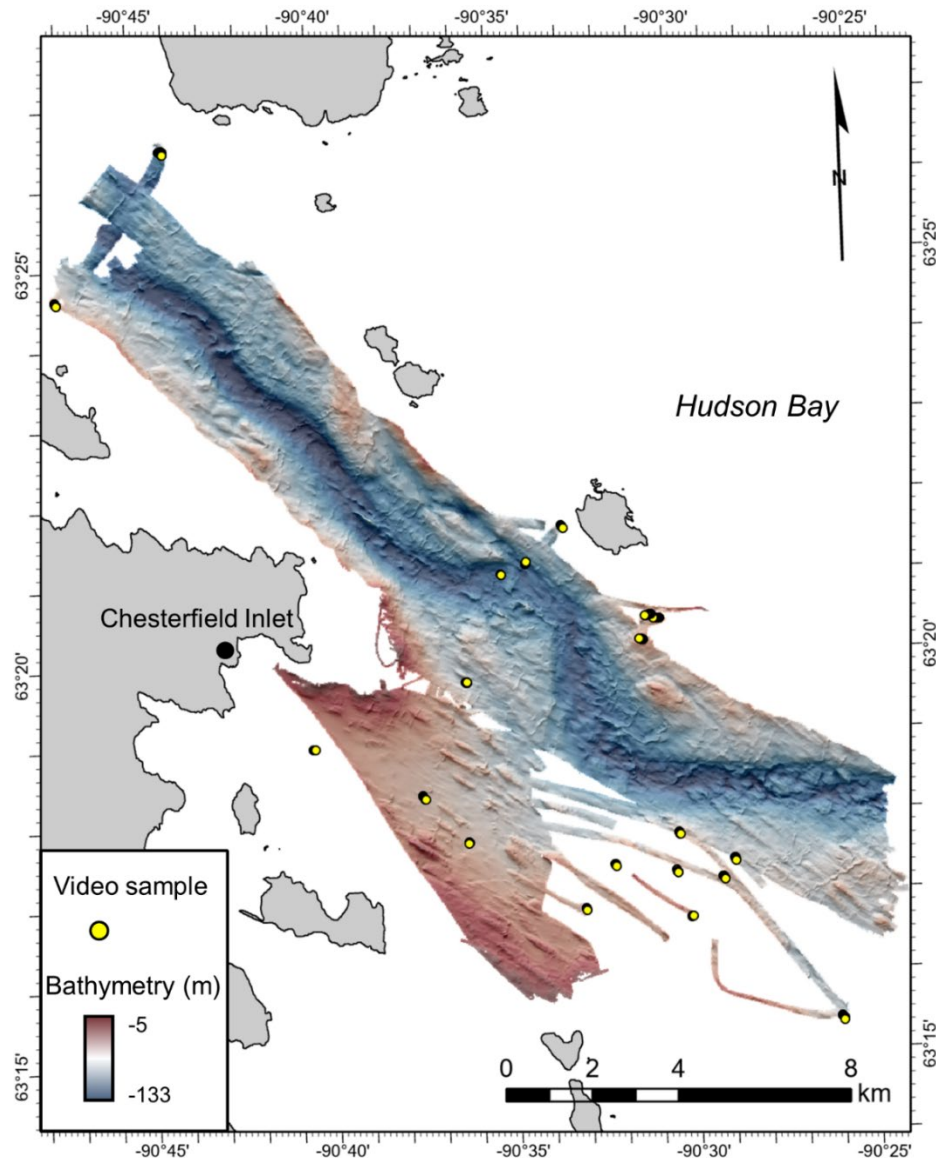 -90°45' -90°40' -90°35' -90°30' -90°25'
N
63°25' 63°25'
Hudson Bay
Chesterfield Inlet
63°20' 63°20'
Video sample
Bathymetry (m)
-5
-133
0 2 4 8
km
63°15' 63°15'
-90°45' -90°40' -90°35' -90°30' -90°25'